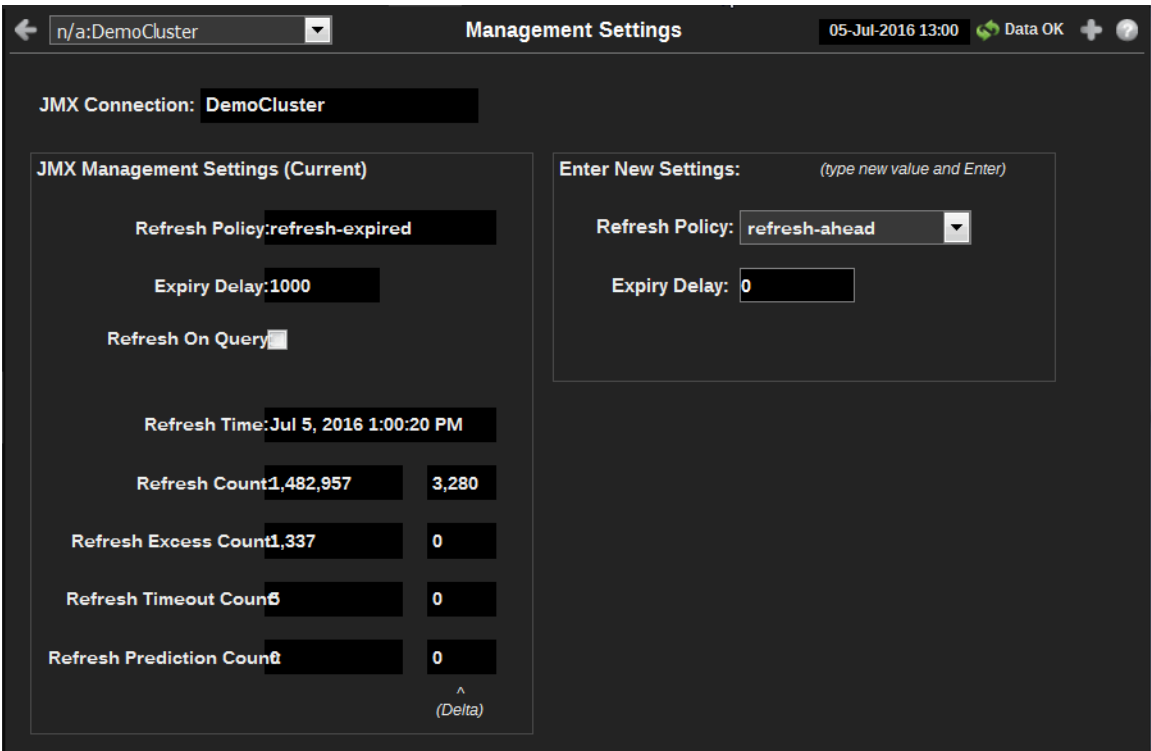 n/a:DemoCluster Management Settings 05-Jul-2016 13:00 Data OK
JMX Connection: DemoCluster
JMX Management Settings (Current)
Refresh Policy: refresh-expired
Expiry Delay: 1000
Refresh On Query
Refresh Time: Jul 5, 2016 1:00:20 PM
Refresh Count: 1,482,957 3,280
Refresh Excess Count: 1,337 0
Refresh Timeout Count: 5 0
Refresh Prediction Count: 0 0
^
(Delta)
Enter New Settings: (type new value and Enter)
Refresh Policy: refresh-ahead
Expiry Delay: 0